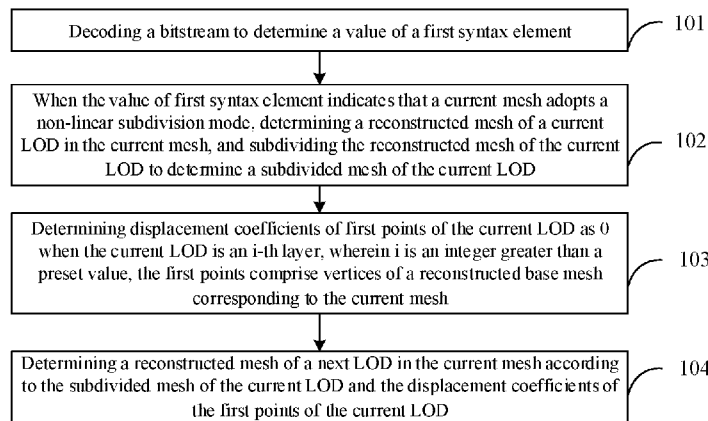 Decoding a bitstream to determine a value of a first syntax element
101
When the value of first syntax element indicates that a current mesh adopts a
non-linear subdivision mode, determining a reconstructed mesh of a current
LOD in the current mesh, and subdividing the reconstructed mesh of the current
LOD to determine a subdivided mesh of the current LOD
102
Determining displacement coefficients of first points of the current LOD as 0
when the current LOD is an i-th layer, wherein i is an integer greater than a
preset value, the first points comprise vertices of a reconstructed base mesh
corresponding to the current mesh
103
Determining a reconstructed mesh of a next LOD in the current mesh according
to the subdivided mesh of the current LOD and the displacement coefficients of
the first points of the current LOD
104